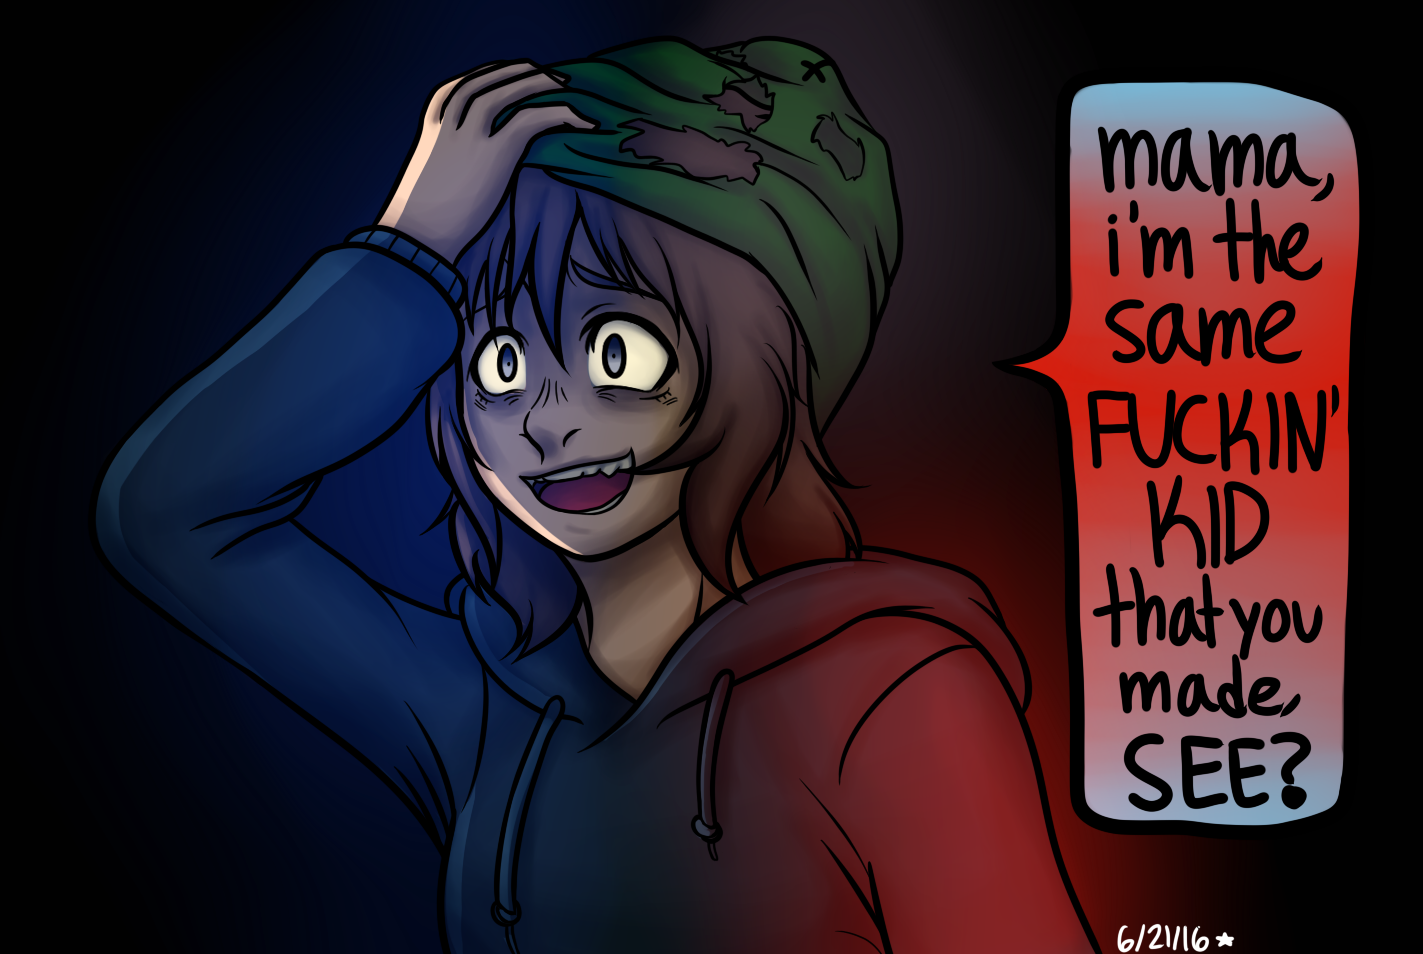 mama,
i'm the
same
FUCKIN'
KID
that you
made,
SEE?
6/21/16 ★